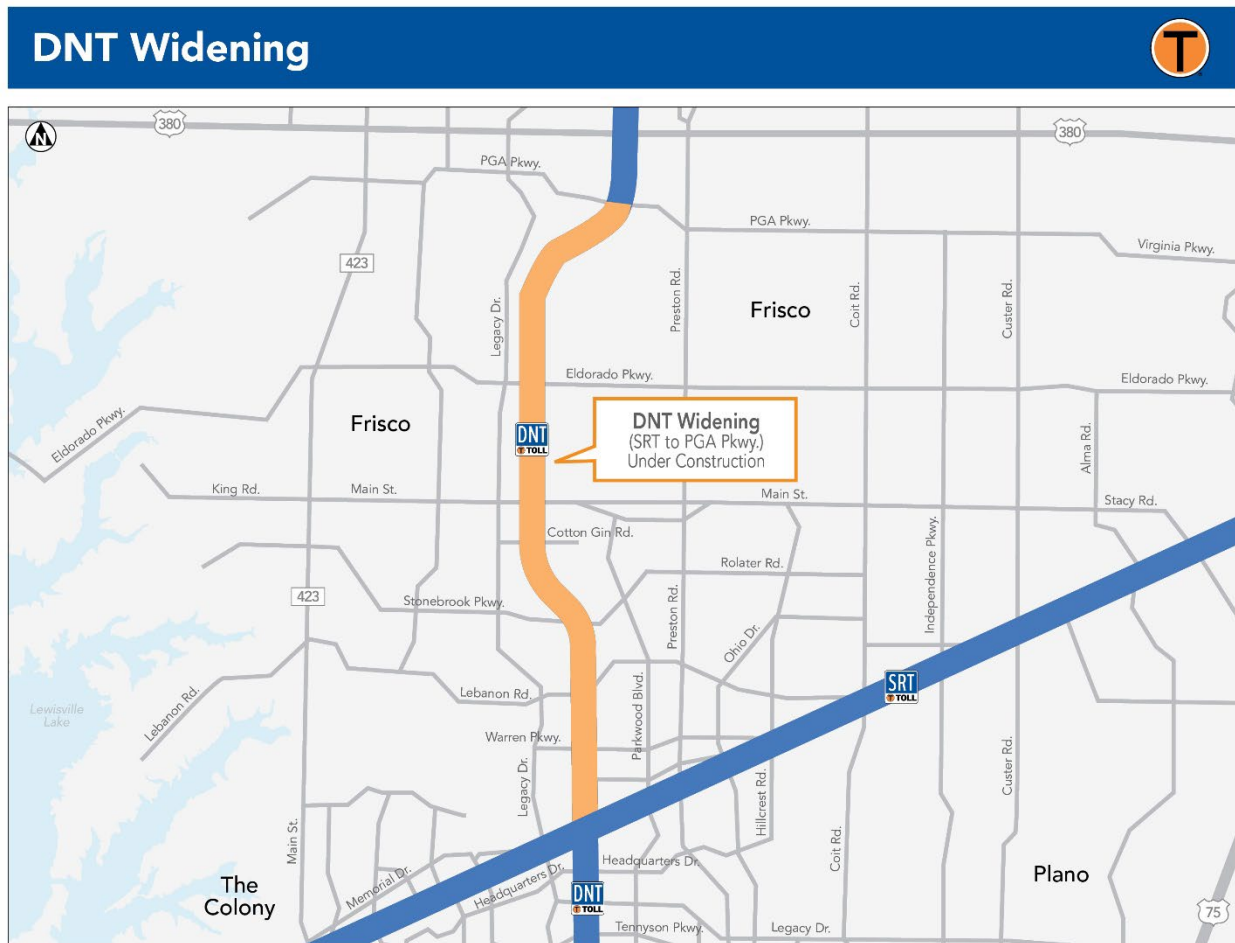 DNT Widening
T
N
380
380
PGA Pkwy.
PGA Pkwy.
Virginia Pkwy.
423
Legacy Dr.
Preston Rd.
Frisco
Coit Rd.
Custer Rd.
Eldorado Pkwy.
Eldorado Pkwy.
Eldorado Pkwy.
Frisco
DNT
TOLL
DNT Widening
(SRT to PGA Pkwy.)
Under Construction
Alma Rd.
King Rd.
Main St.
Main St.
Stacy Rd.
Cotton Gin Rd.
Rolater Rd.
Independence Pkwy.
423
Stonebrook Pkwy.
Preston Rd.
Ohio Dr.
Lebanon Rd.
Lebanon Rd.
Parkwood Blvd.
SRT
TOLL
Lewisville
Lake
Warren Pkwy.
Legacy Dr.
Hillcrest Rd.
Custer Rd.
Main St.
Coit Rd.
The
Colony
Memorial Dr.
Headquarters Dr.
Headquarters Dr.
DNT
TOLL
Plano
Tennyson Pkwy.
Legacy Dr.
75